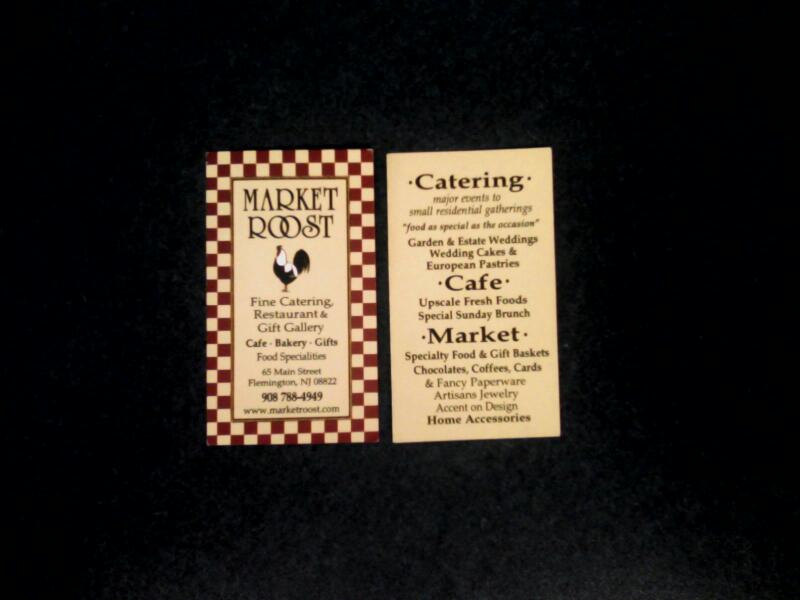 MARKET
ROOST
Fine Catering,
Restaurant &
Gift Gallery
Cafe · Bakery · Gifts
Food Specialities
65 Main Street
Flemington, NJ 08822
908 788-4949
www.marketroost.com
·Catering·
major events to
small residential gatherings
"food as special as the occasion"
Garden & Estate Weddings
Wedding Cakes &
European Pastries
·Cafe·
Upscale Fresh Foods
Special Sunday Brunch
·Market·
Specialty Food & Gift Baskets
Chocolates, Coffees, Cards
& Fancy Paperware
Artisans Jewelry
Accent on Design
Home Accessories